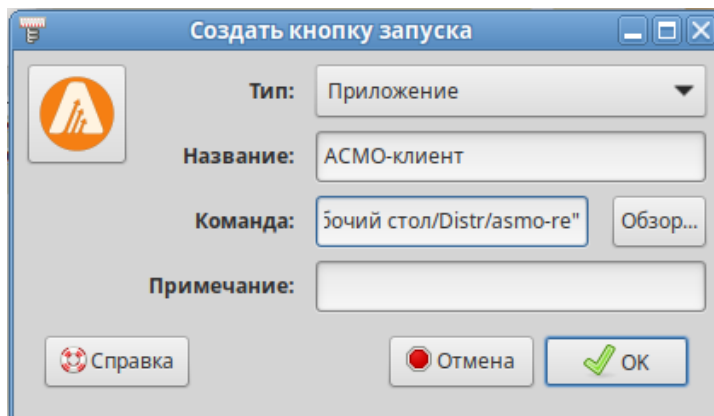 Создать кнопку запуска
Тип: Приложение
Название: АСМО-клиент
Команда: бочий стол/Distr/asmo-re" Обзор...
Примечание:
Справка Отмена OK